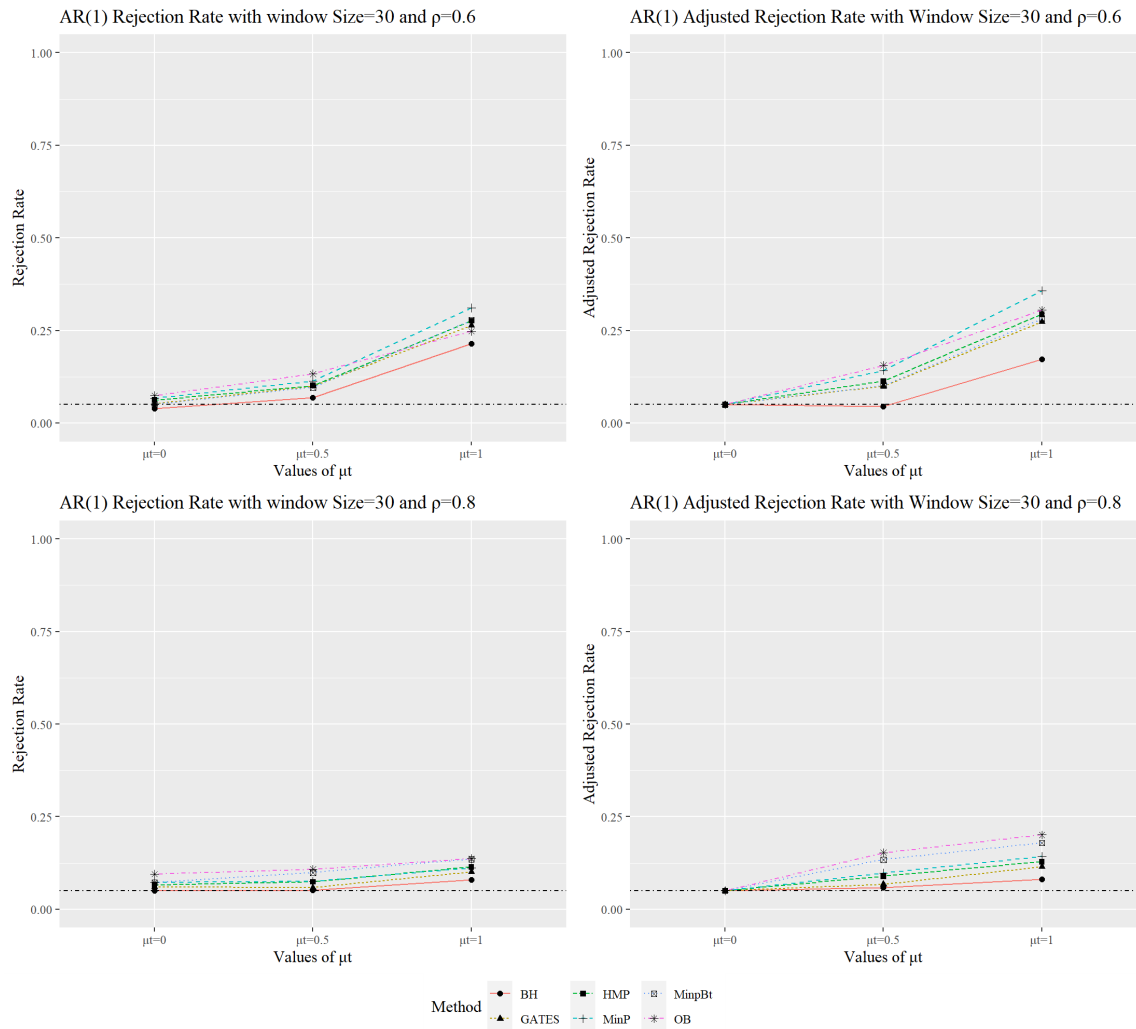 AR(1) Rejection Rate with window Size=30 and ρ=0.6
1.00
0.75
0.50
0.25
0.00
Rejection Rate
μt=0 μt=0.5 μt=1
Values of μt
AR(1) Adjusted Rejection Rate with Window Size=30 and ρ=0.6
1.00
0.75
0.50
0.25
0.00
Adjusted Rejection Rate
μt=0 μt=0.5 μt=1
Values of μt
AR(1) Rejection Rate with window Size=30 and ρ=0.8
1.00
0.75
0.50
0.25
0.00
Rejection Rate
μt=0 μt=0.5 μt=1
Values of μt
AR(1) Adjusted Rejection Rate with Window Size=30 and ρ=0.8
1.00
0.75
0.50
0.25
0.00
Adjusted Rejection Rate
μt=0 μt=0.5 μt=1
Values of μt
Method
BH HMP MinpBt
GATES MinP OB